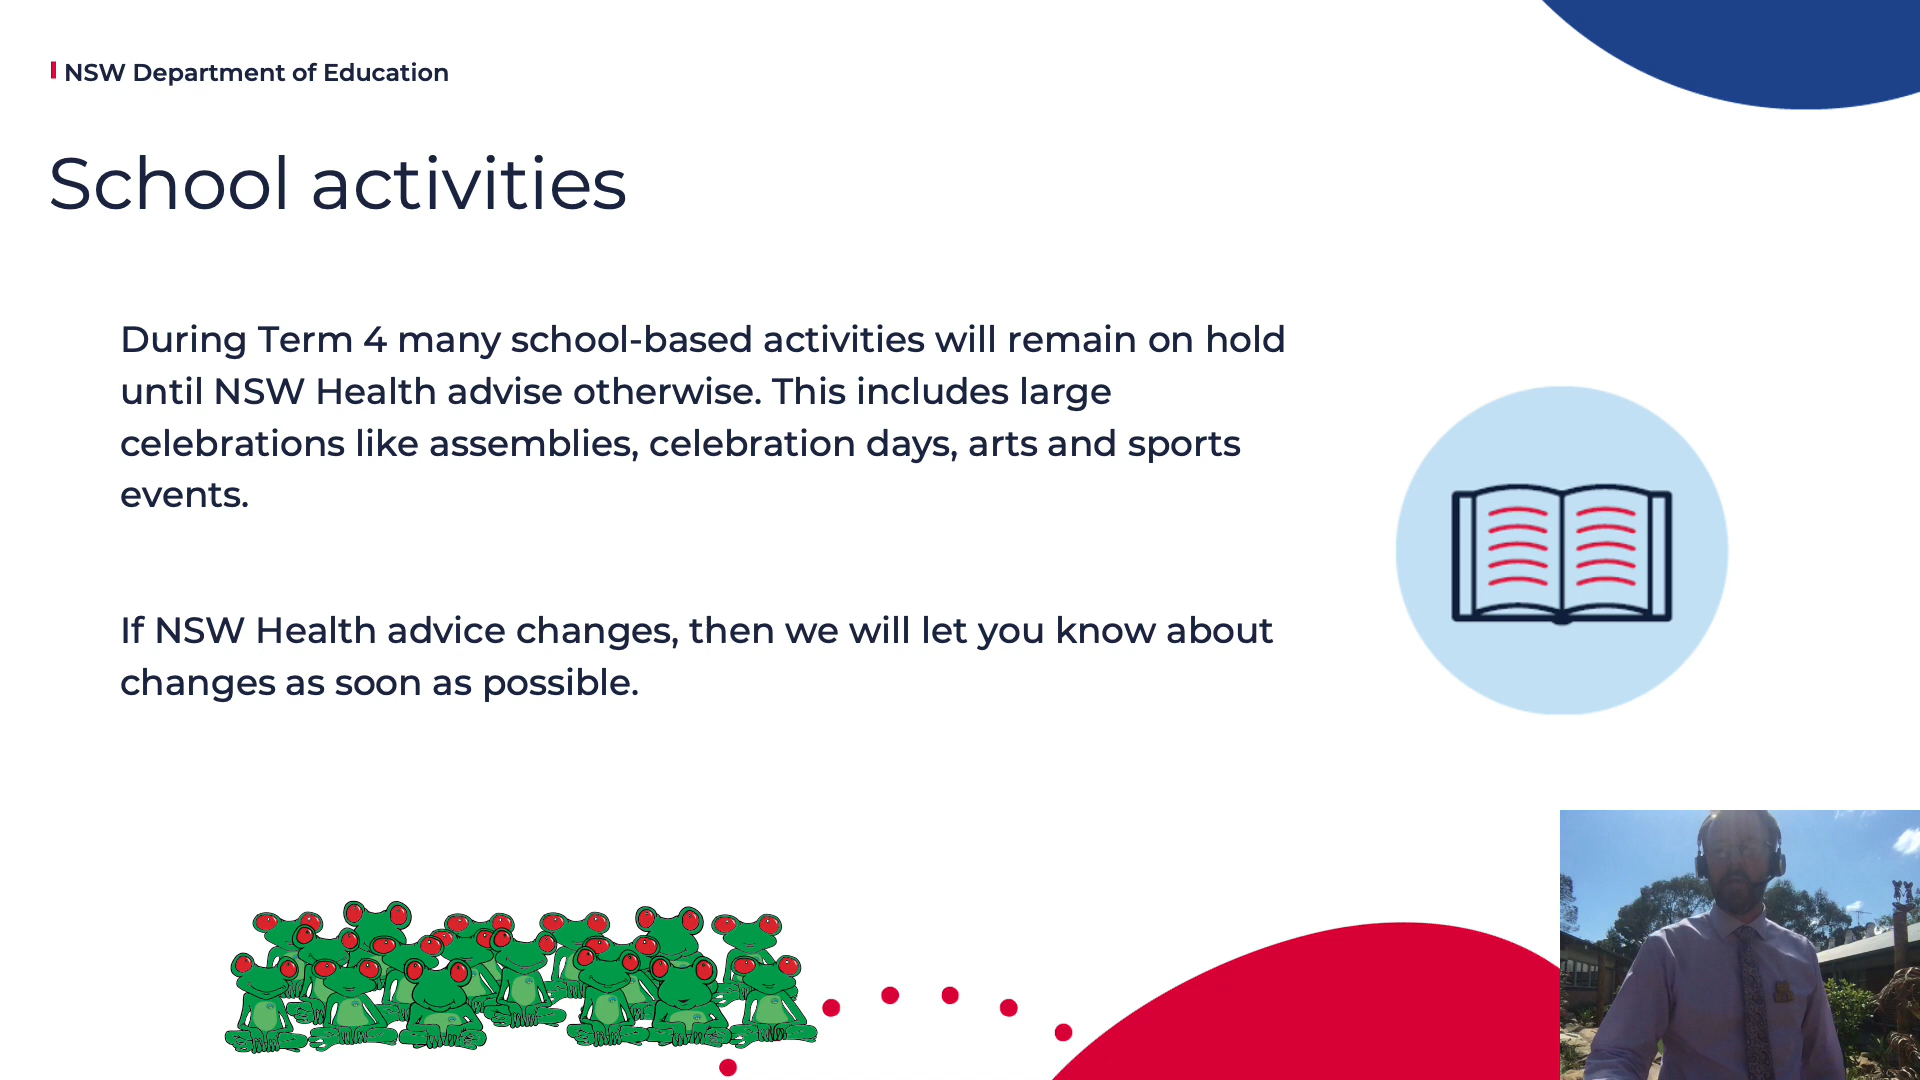 NSW Department of Education
School activities
During Term 4 many school-based activities will remain on hold
until NSW Health advise otherwise. This includes large
celebrations like assemblies, celebration days, arts and sports
events.
If NSW Health advice changes, then we will let you know about
changes as soon as possible.